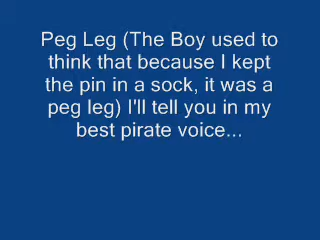 Peg Leg (The Boy used to
think that because I kept
the pin in a sock, it was a
peg leg) I'll tell you in my
best pirate voice...